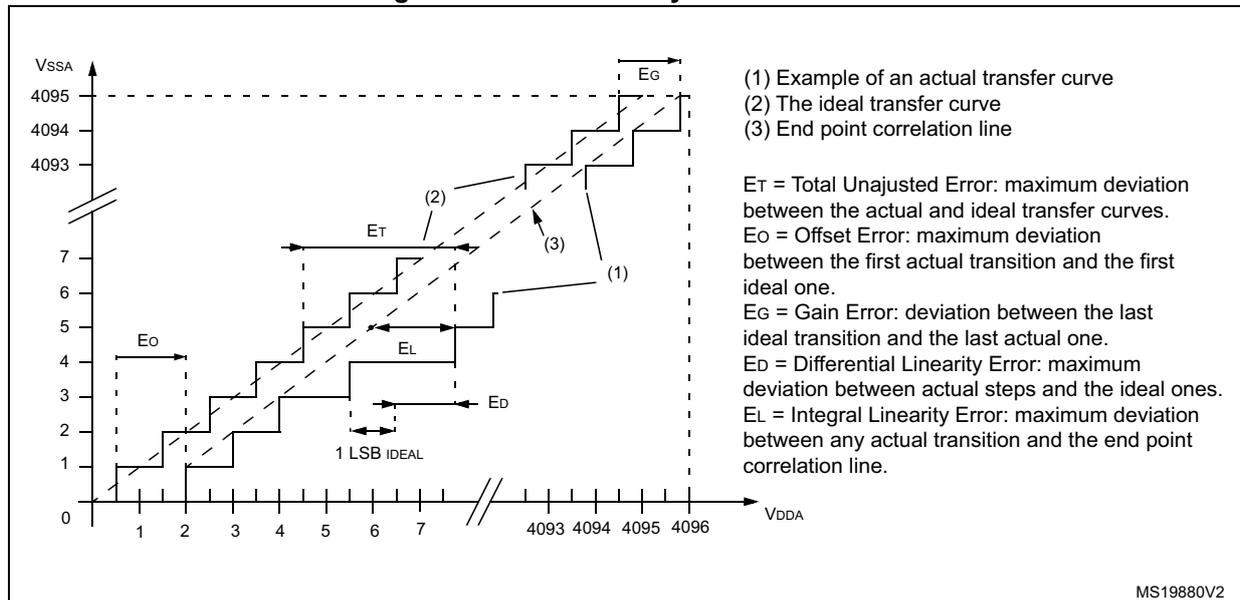 VSSA
EG
4095
4094
4093
(2)
ET
(3)
(1)
7
6
5
4
3
2
1
0
EO
EL
ED
1 LSB IDEAL
1 2 3 4 5 6 7 4093 4094 4095 4096
VDDA
(1) Example of an actual transfer curve
(2) The ideal transfer curve
(3) End point correlation line
ET = Total Unajusted Error: maximum deviation
between the actual and ideal transfer curves.
EO = Offset Error: maximum deviation
between the first actual transition and the first
ideal one.
EG = Gain Error: deviation between the last
ideal transition and the last actual one.
ED = Differential Linearity Error: maximum
deviation between actual steps and the ideal ones.
EL = Integral Linearity Error: maximum deviation
between any actual transition and the end point
correlation line.
MS19880V2